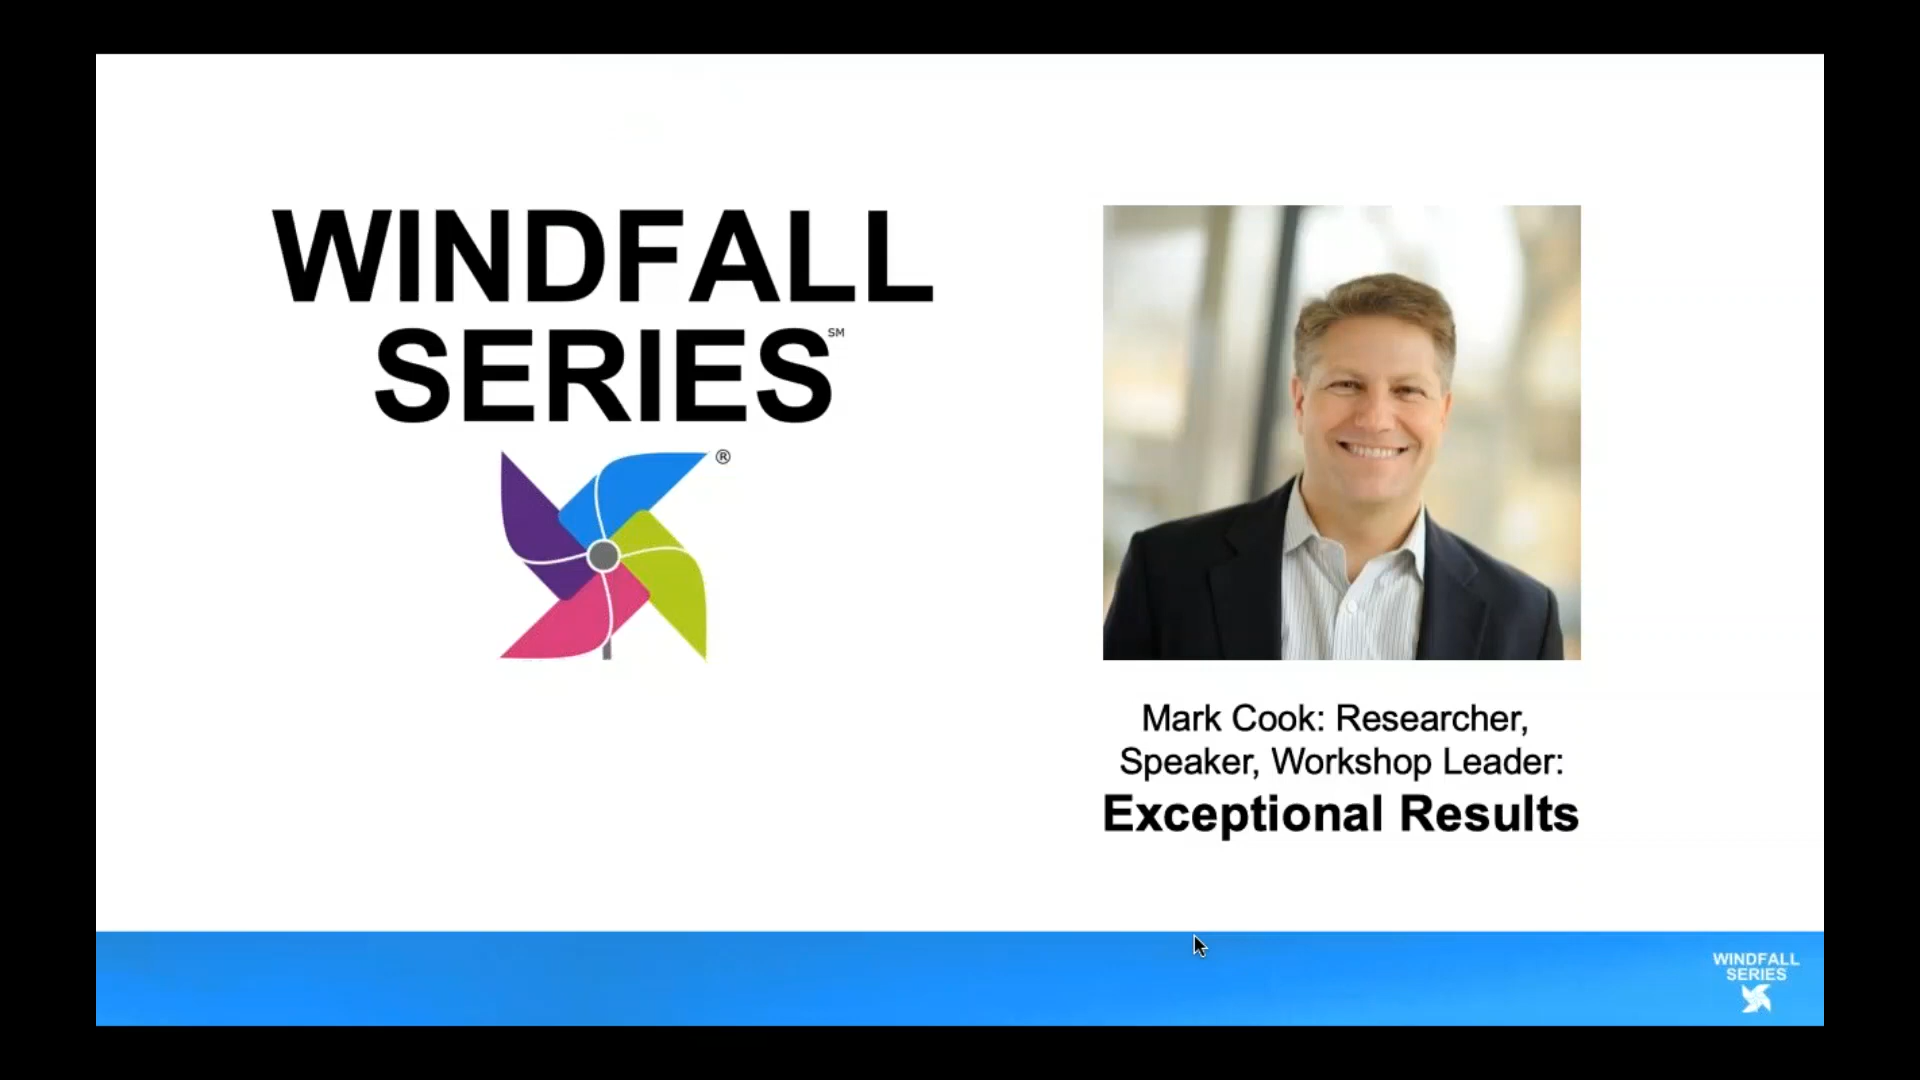 WINDFALL
SERIES℠
®
Mark Cook: Researcher,
Speaker, Workshop Leader:
Exceptional Results
WINDFALL
SERIES